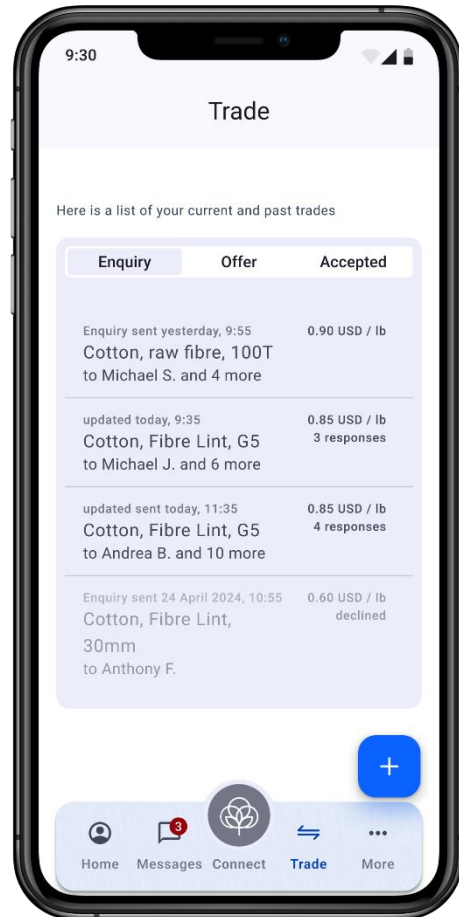 9:30
Trade
Here is a list of your current and past trades
Enquiry Offer Accepted
Enquiry sent yesterday, 9:55 0.90 USD / lb
Cotton, raw fibre, 100T
to Michael S. and 4 more
updated today, 9:35 0.85 USD / lb
Cotton, Fibre Lint, G5 3 responses
to Michael J. and 6 more
updated sent today, 11:35 0.85 USD / lb
Cotton, Fibre Lint, G5 4 responses
to Andrea B. and 10 more
Enquiry sent 24 April 2024, 10:55 0.60 USD / lb
Cotton, Fibre Lint, declined
30mm
to Anthony F.
+
3
Home Messages Connect Trade More